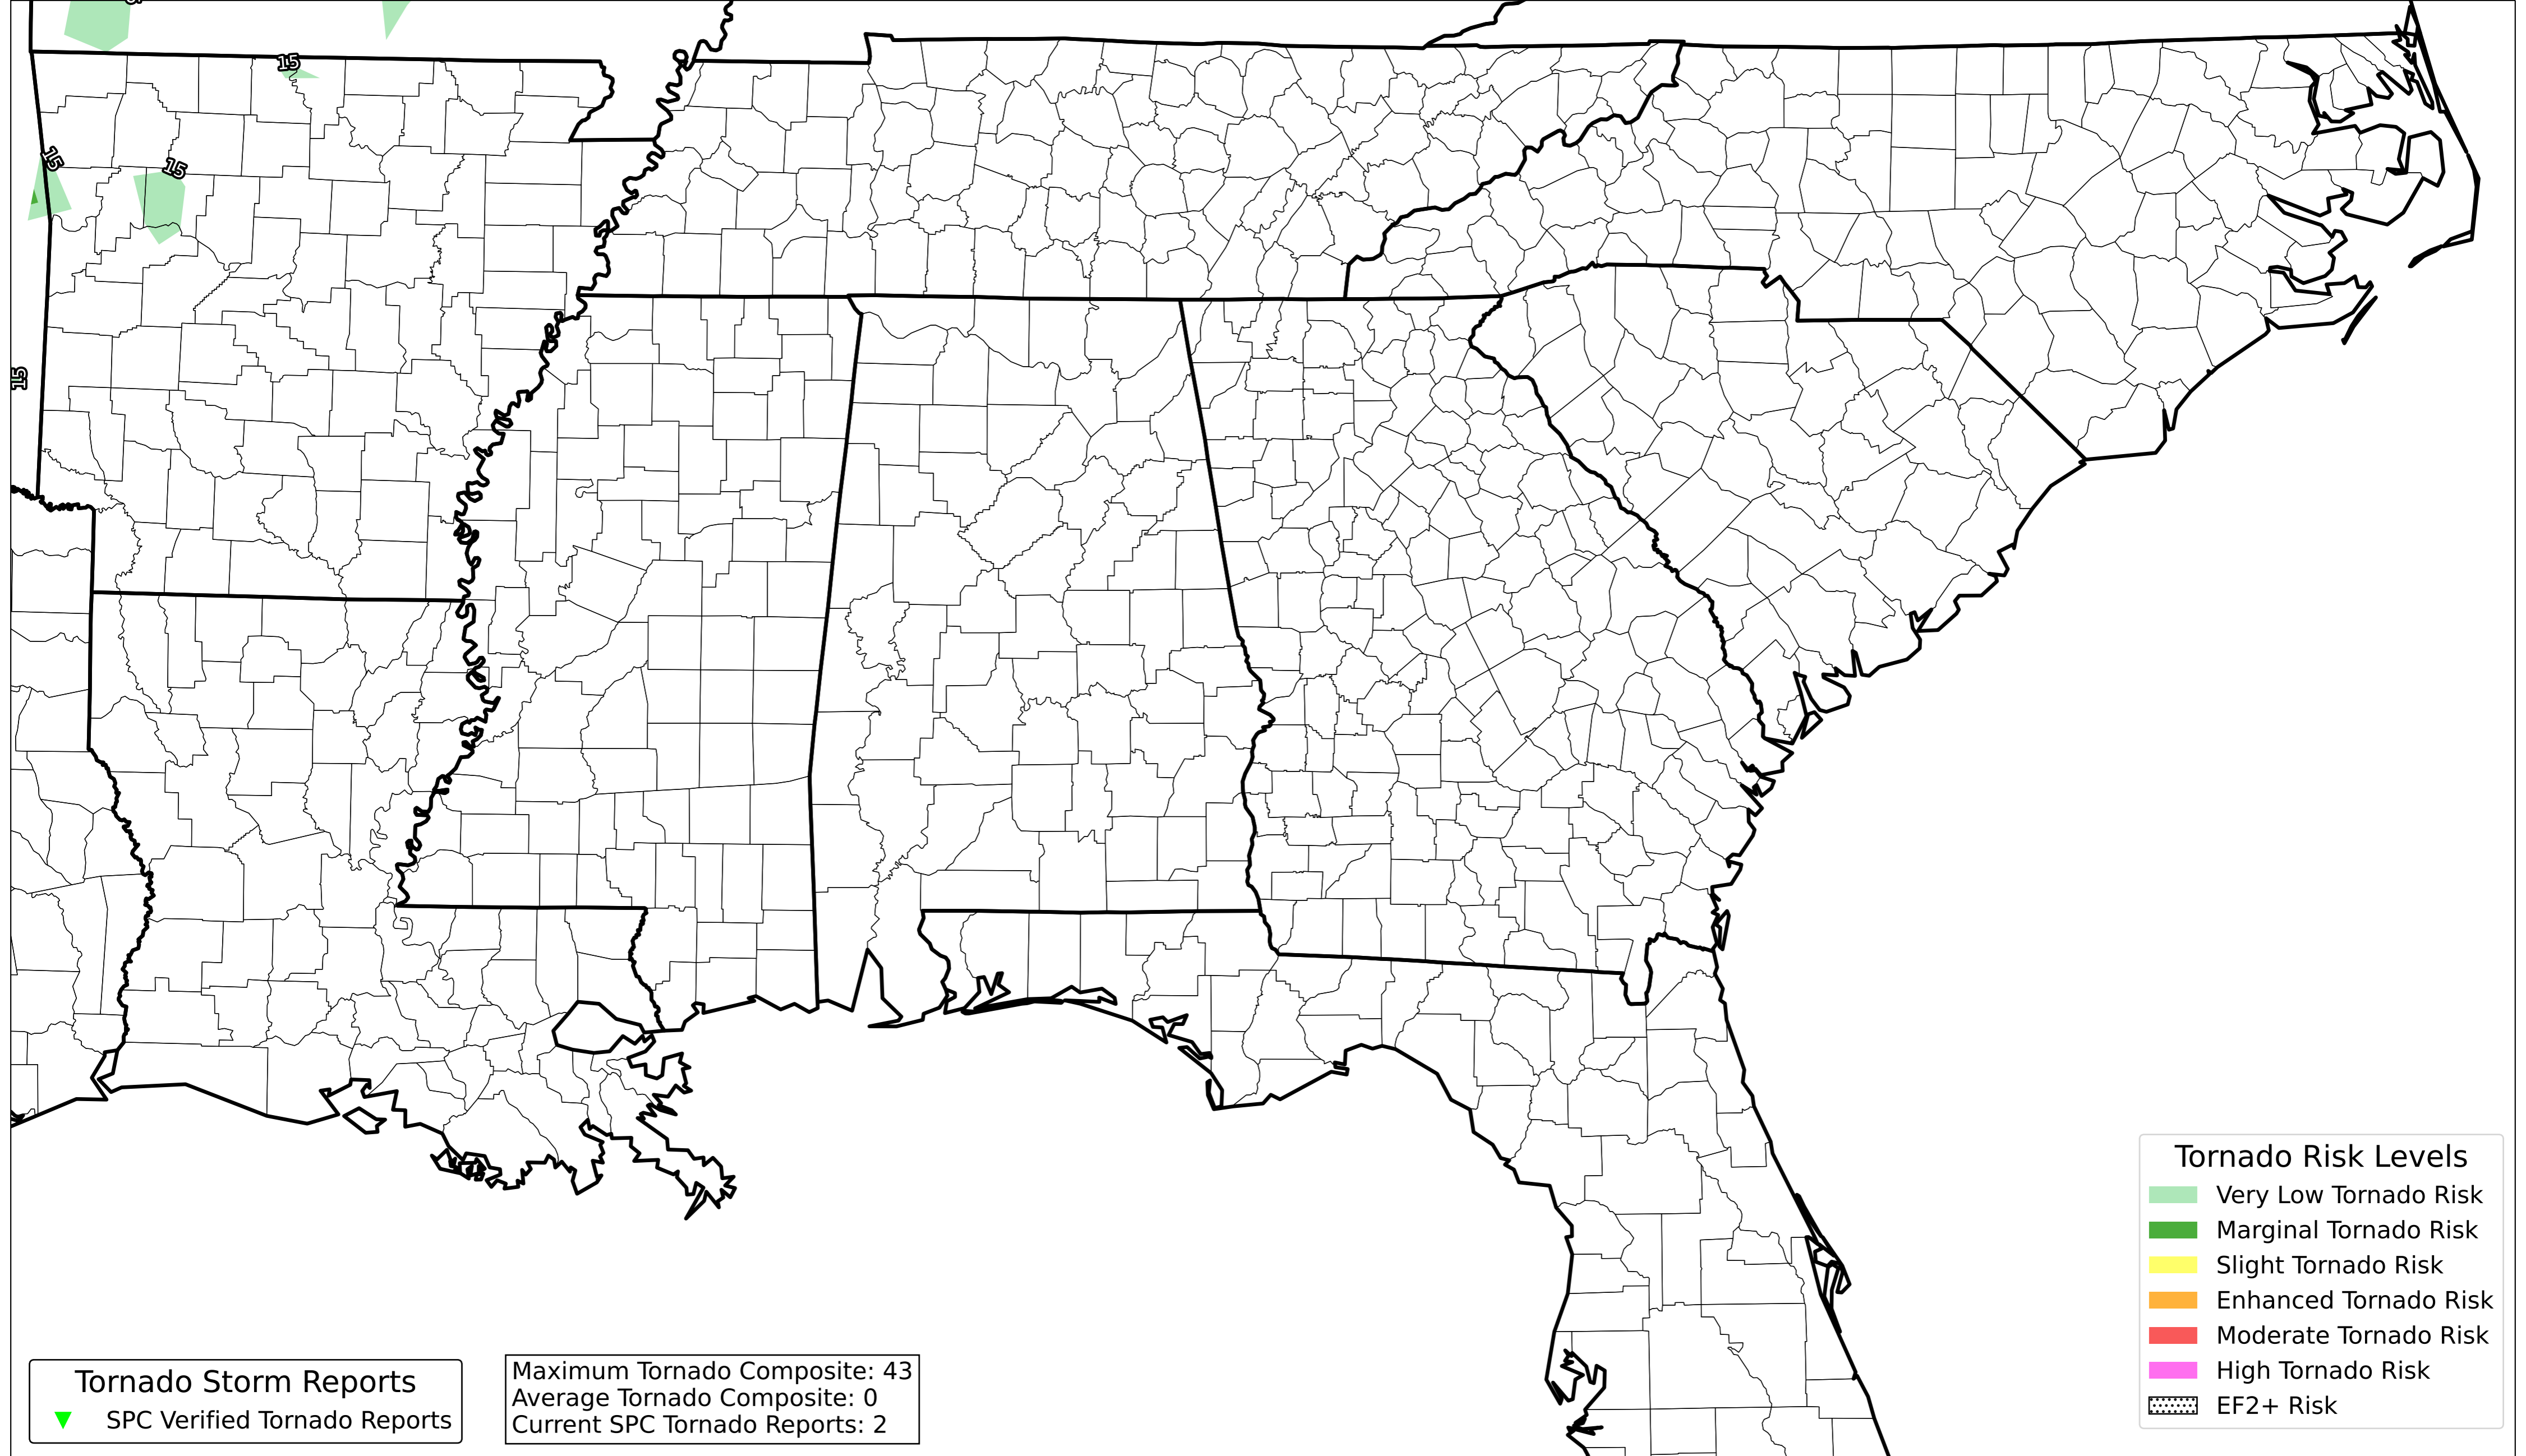 15
15
15
15
Tornado Risk Levels
Very Low Tornado Risk
Marginal Tornado Risk
Slight Tornado Risk
Enhanced Tornado Risk
Moderate Tornado Risk
High Tornado Risk
EF2+ Risk
Tornado Storm Reports
SPC Verified Tornado Reports
Maximum Tornado Composite: 43
Average Tornado Composite: 0
Current SPC Tornado Reports: 2